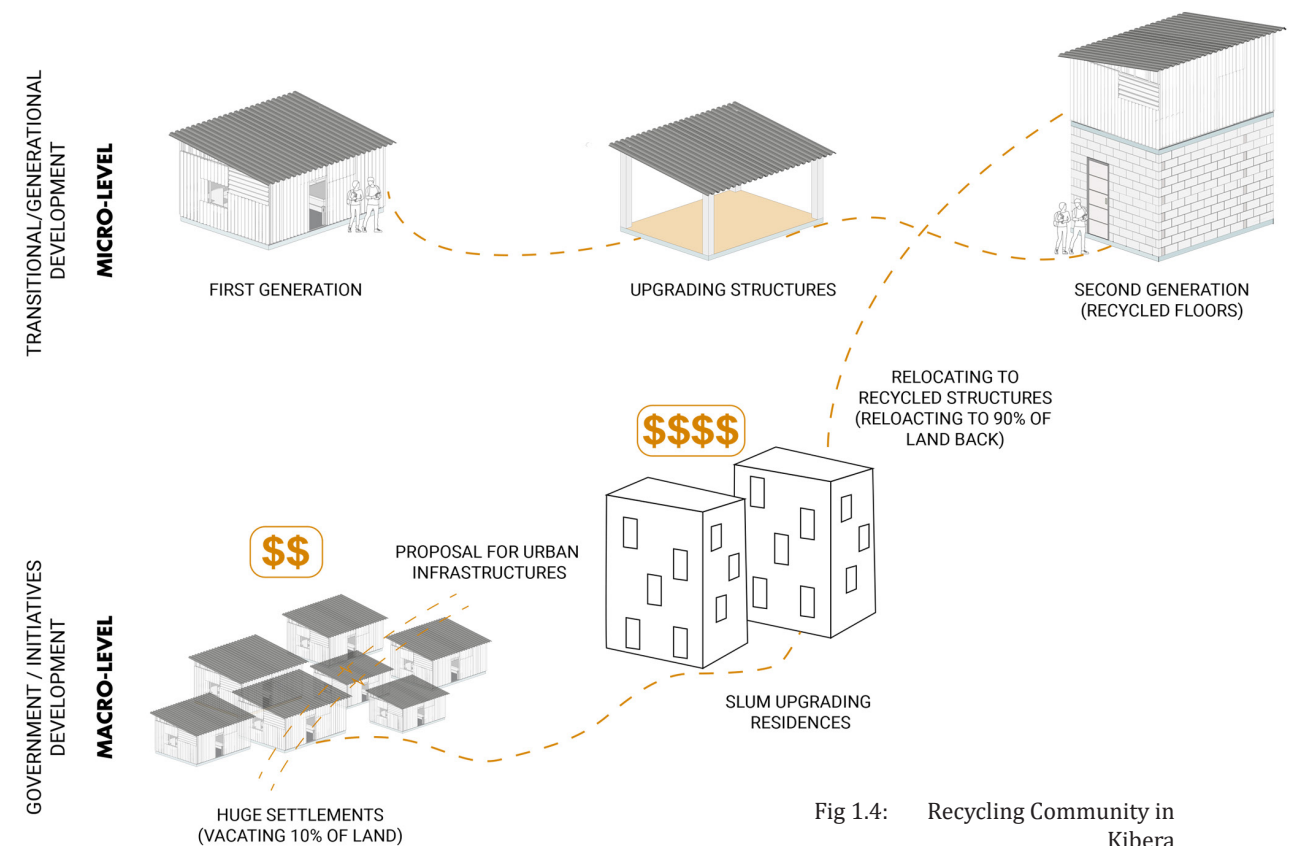 TRANSITIONAL/GENERATIONAL
DEVELOPMENT
MICRO-LEVEL
FIRST GENERATION
UPGRADING STRUCTURES
SECOND GENERATION
(RECYCLED FLOORS)
RELOCATING TO
RECYCLED STRUCTURES
(RELOACTING TO 90% OF
LAND BACK)
$$$$
$$
PROPOSAL FOR URBAN
INFRASTRUCTURES
GOVERNMENT / INITIATIVES
DEVELOPMENT
MACRO-LEVEL
SLUM UPGRADING
RESIDENCES
HUGE SETTLEMENTS
(VACATING 10% OF LAND)
Fig 1.4: Recycling Community in
Kibera